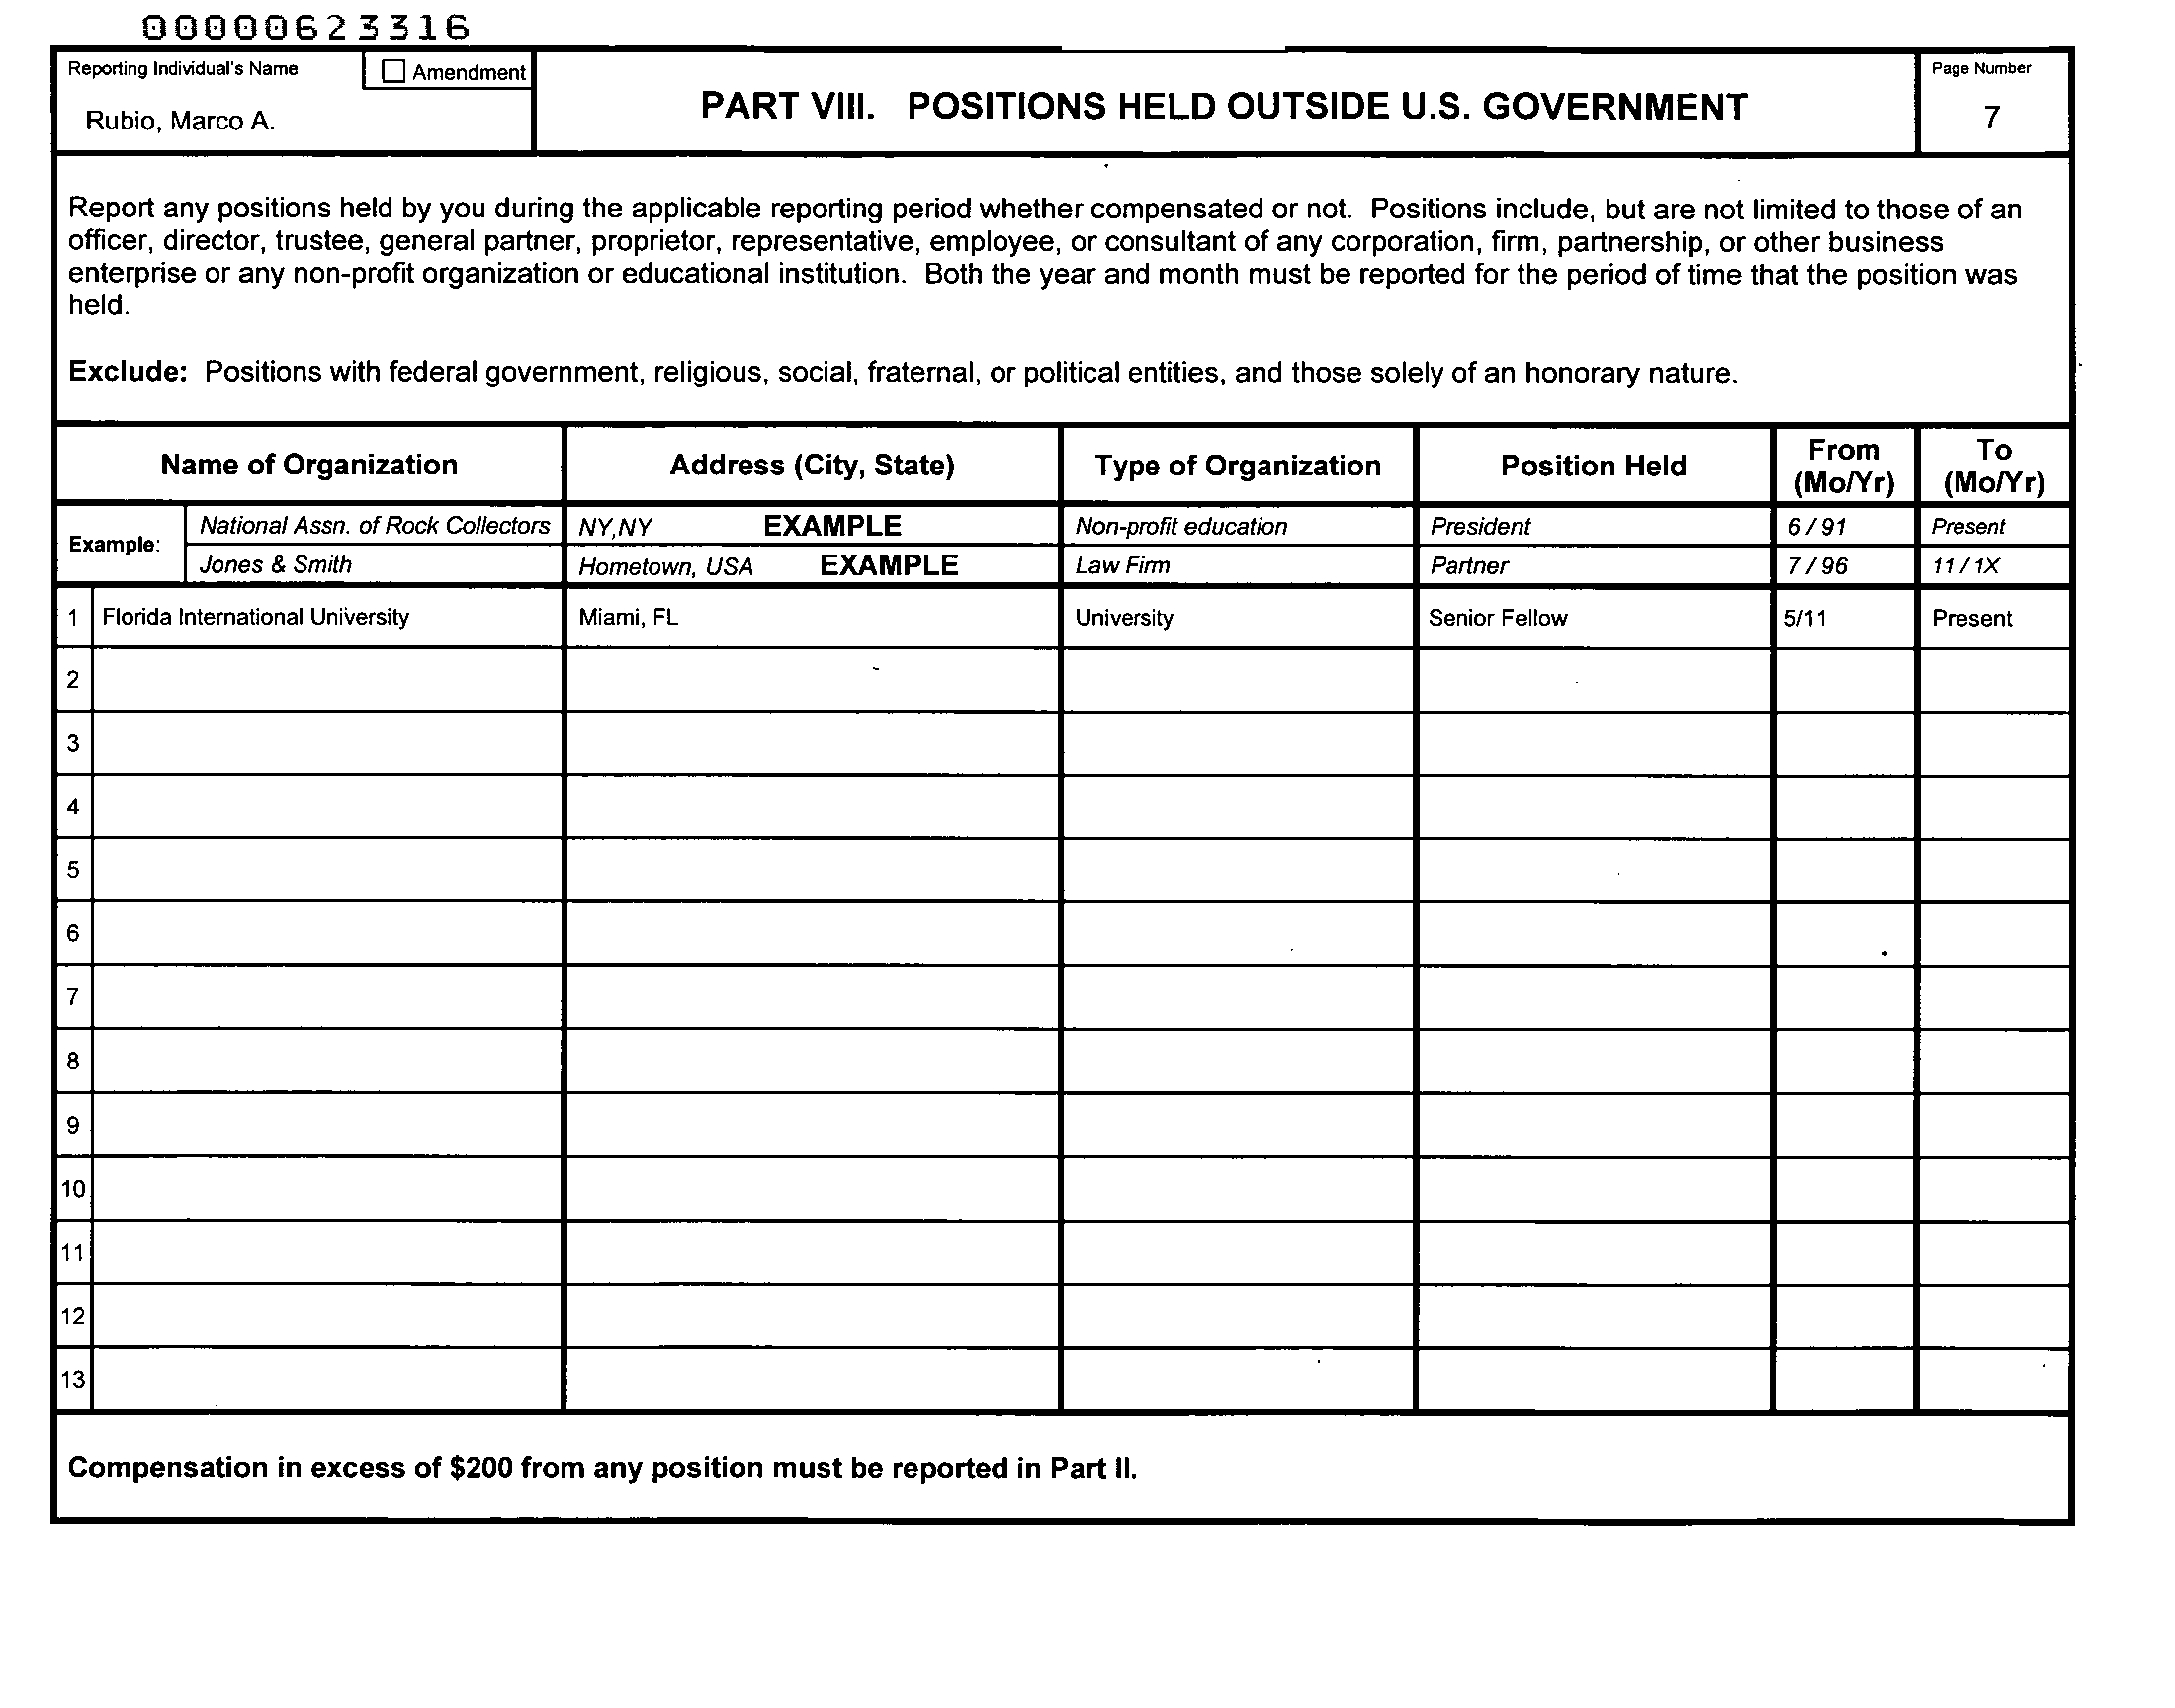 00000623316
Reporting Individual's Name
Amendment
Rubio, Marco A.
PART VIII. POSITIONS HELD OUTSIDE U.S. GOVERNMENT
Page Number
7
Report any positions held by you during the applicable reporting period whether compensated or not. Positions include, but are not limited to those of an
officer, director, trustee, general partner, proprietor, representative, employee, or consultant of any corporation, firm, partnership, or other business
enterprise or any non-profit organization or educational institution. Both the year and month must be reported for the period of time that the position was
held.
Exclude: Positions with federal government, religious, social, fraternal, or political entities, and those solely of an honorary nature.
Name of Organization Address (City, State) Type of Organization Position Held From (Mo/Yr) To (Mo/Yr)
Example:
National Assn. of Rock Collectors NY,NY EXAMPLE Non-profit education President 6 / 91 Present
Jones & Smith Hometown, USA EXAMPLE Law Firm Partner 7 / 96 11 / 1X
1 Florida International University Miami, FL University Senior Fellow 5/11 Present
2
3
4
5
6
7
8
9
10
11
12
13
Compensation in excess of $200 from any position must be reported in Part II.